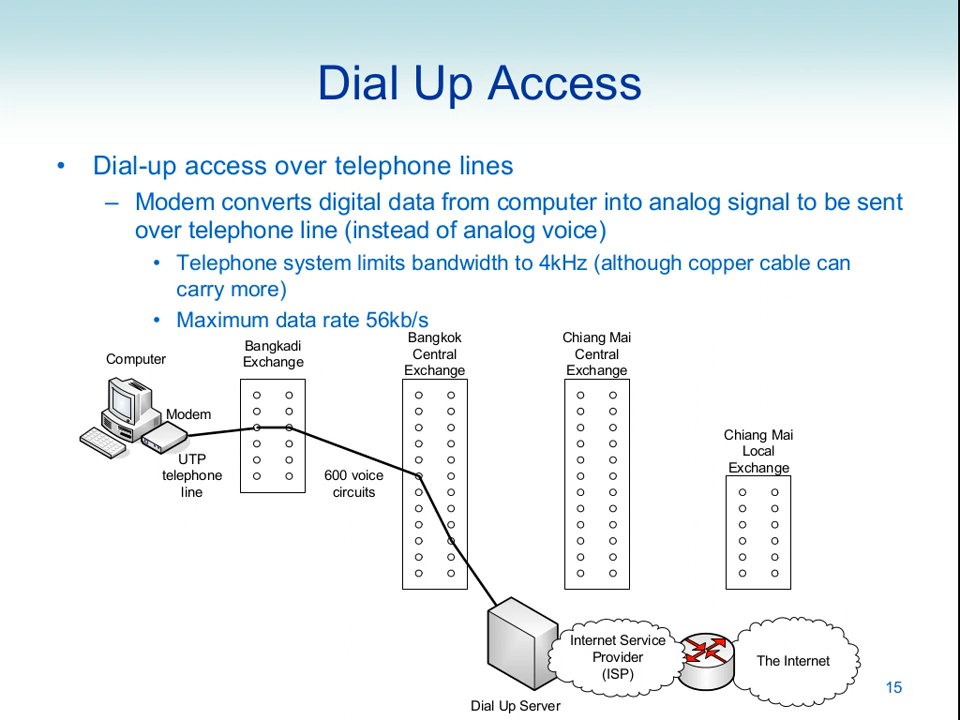 Dial Up Access
• Dial-up access over telephone lines
– Modem converts digital data from computer into analog signal to be sent
over telephone line (instead of analog voice)
• Telephone system limits bandwidth to 4kHz (although copper cable can
carry more)
• Maximum data rate 56kb/s
Computer
Modem
UTP
telephone
line
Bangkadi
Exchange
600 voice
circuits
Bangkok
Central
Exchange
Chiang Mai
Central
Exchange
Chiang Mai
Local
Exchange
Dial Up Server
Internet Service
Provider
(ISP)
The Internet
15